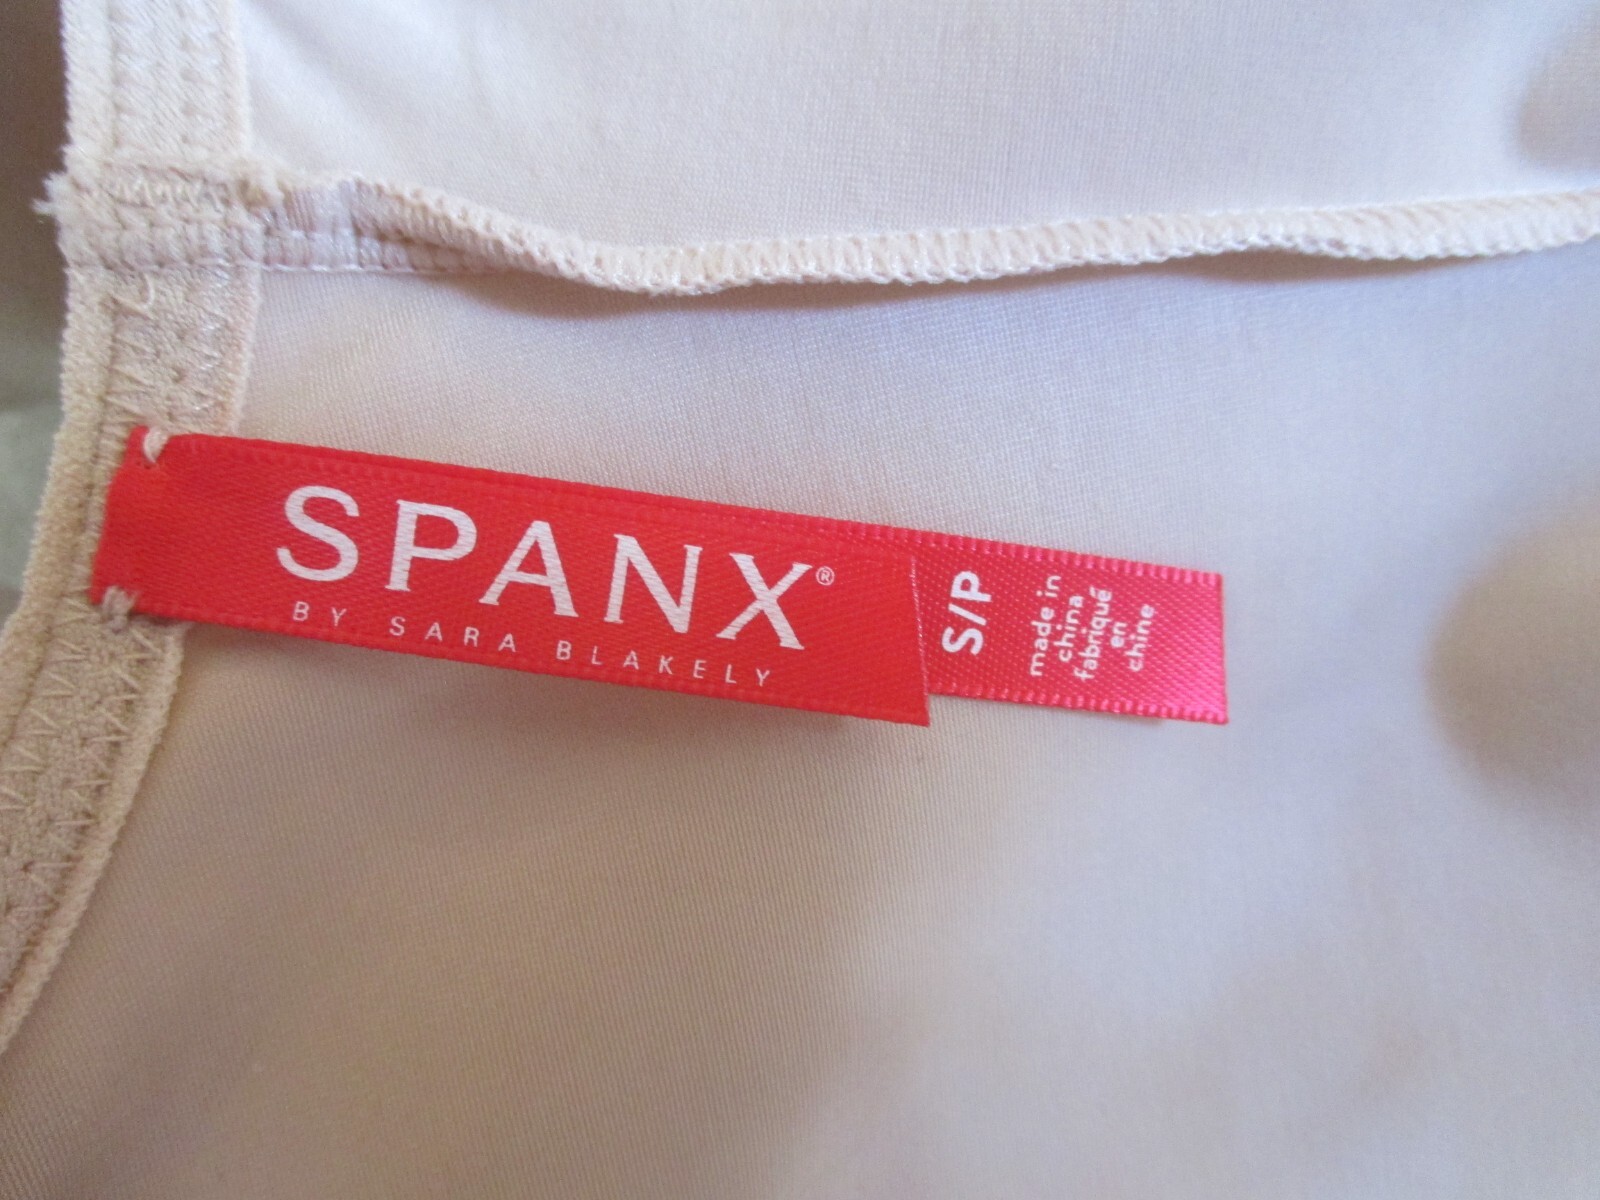 SPANX®
BY SARA BLAKELY
S/P
made in
china
fabriqué
en
chine